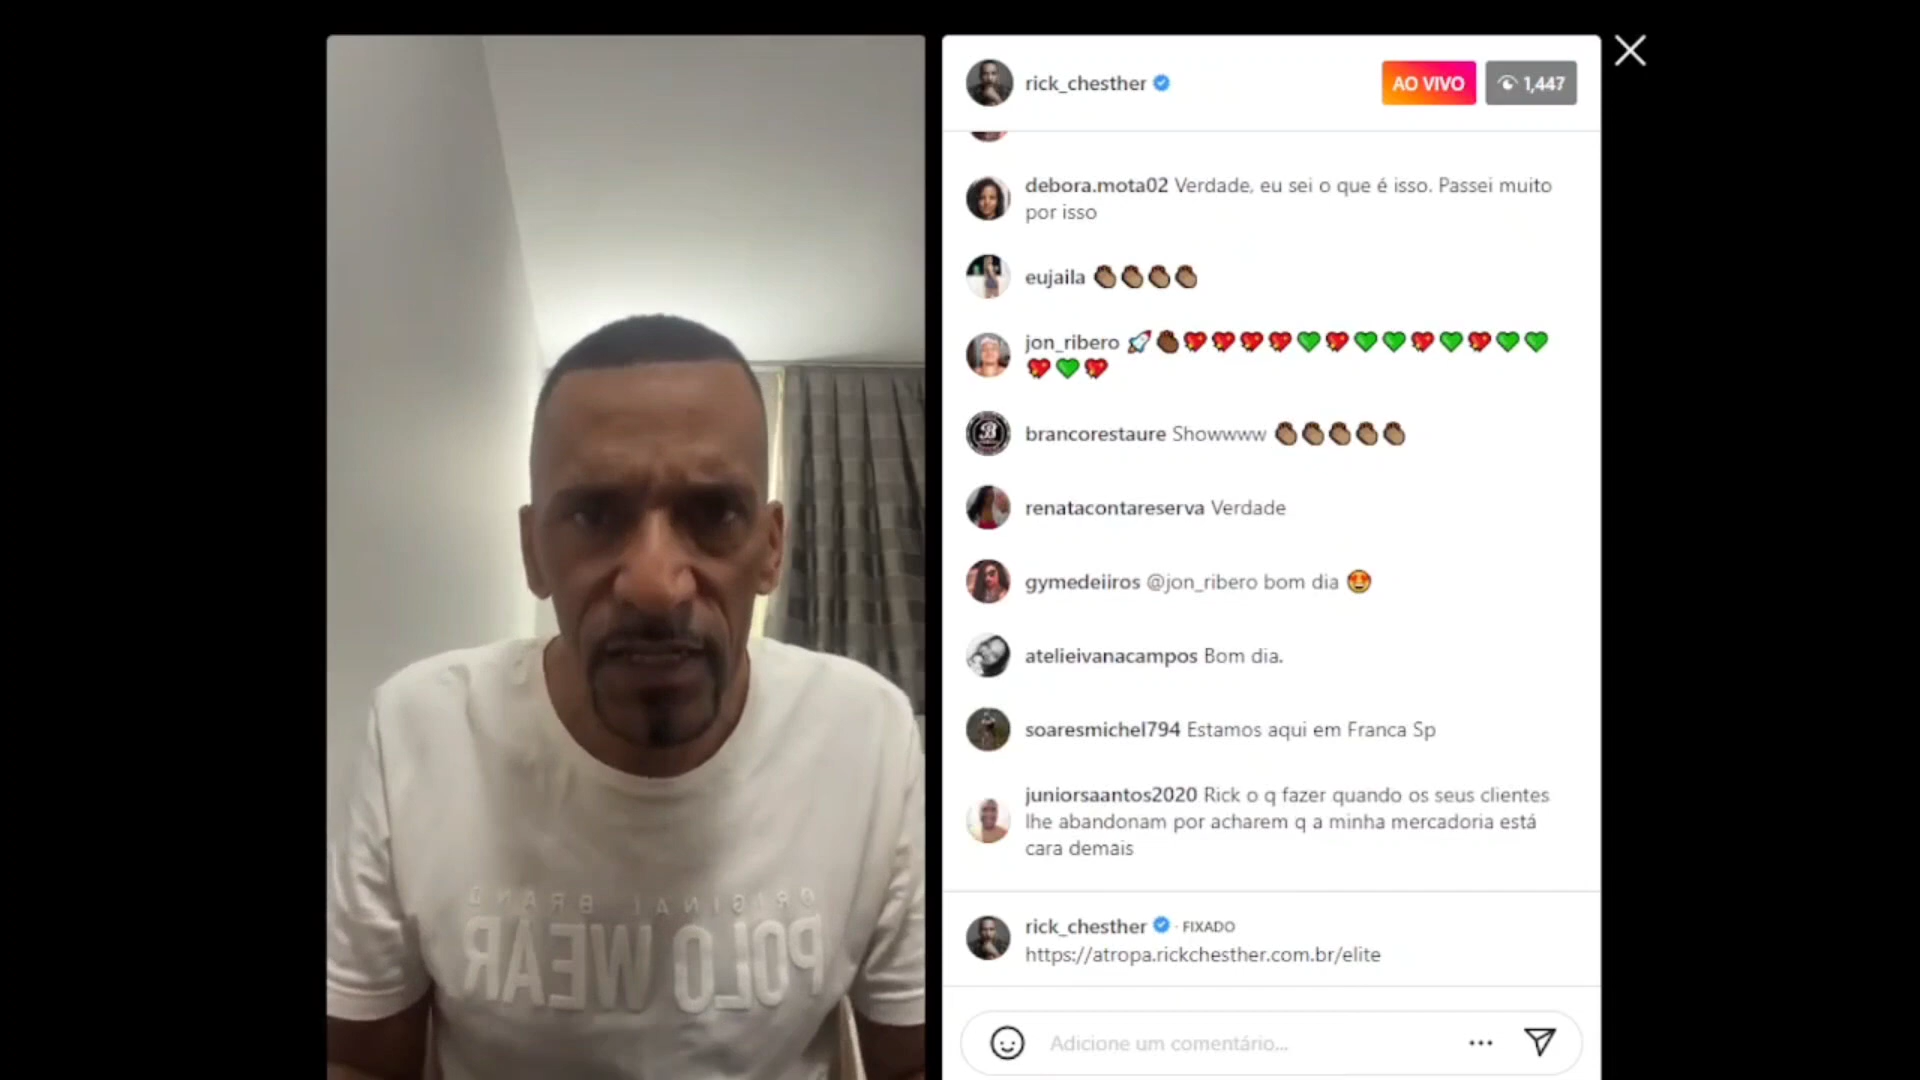 rick_chesther
AO VIVO
1,447
debora.mota02 Verdade, eu sei o que é isso. Passei muito
por isso
eujaila 👏🏾👏🏾👏🏾👏🏾
jon_ribero 🚀👏🏾💖💖💖💖💚💖💚💚💖💚💖💚💚
💖💚💖
brancorestaure Showwww 👏🏾👏🏾👏🏾👏🏾👏🏾
renatacontareserva Verdade
gymedeiiros @jon_ribero bom dia 🤩
atelieivanacampos Bom dia.
soaresmichel794 Estamos aqui em Franca Sp
juniorsaantos2020 Rick o q fazer quando os seus clientes
lhe abandonam por acharem q a minha mercadoria está
cara demais
rick_chesther · FIXADO
https://atropa.rickchesther.com.br/elite
Adicione um comentário...
ORIGINAL BRAND
POLO WEAR